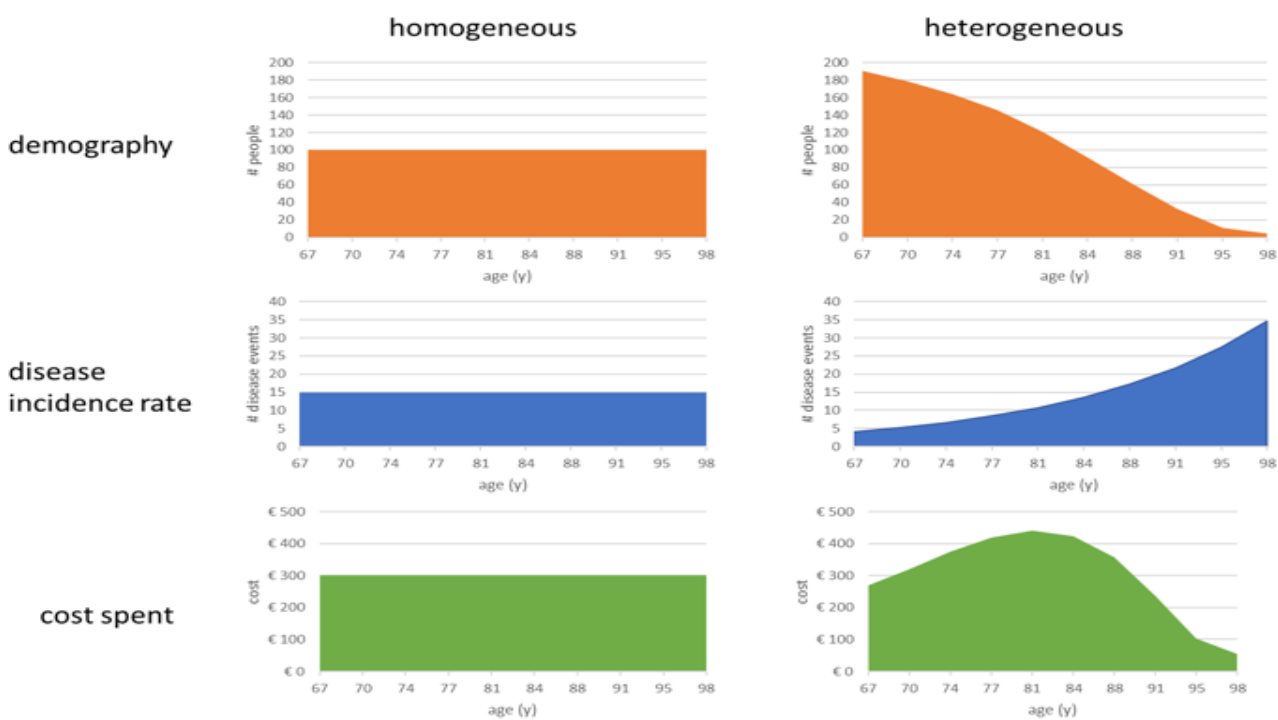 homogeneous
heterogeneous
demography
# people
200
180
160
140
120
100
80
60
40
20
0
67 70 74 77 81 84 88 91 95 98
age (y)
# people
200
180
160
140
120
100
80
60
40
20
0
67 70 74 77 81 84 88 91 95 98
age (y)
disease
incidence rate
# disease events
40
35
30
25
20
15
10
5
0
67 70 74 77 81 84 88 91 95 98
age (y)
# disease events
40
35
30
25
20
15
10
5
0
67 70 74 77 81 84 88 91 95 98
age (y)
cost spent
cost
€ 500
€ 400
€ 300
€ 200
€ 100
€ 0
67 70 74 77 81 84 88 91 95 98
age (y)
cost
€ 500
€ 400
€ 300
€ 200
€ 100
€ 0
67 70 74 77 81 84 88 91 95 98
age (y)